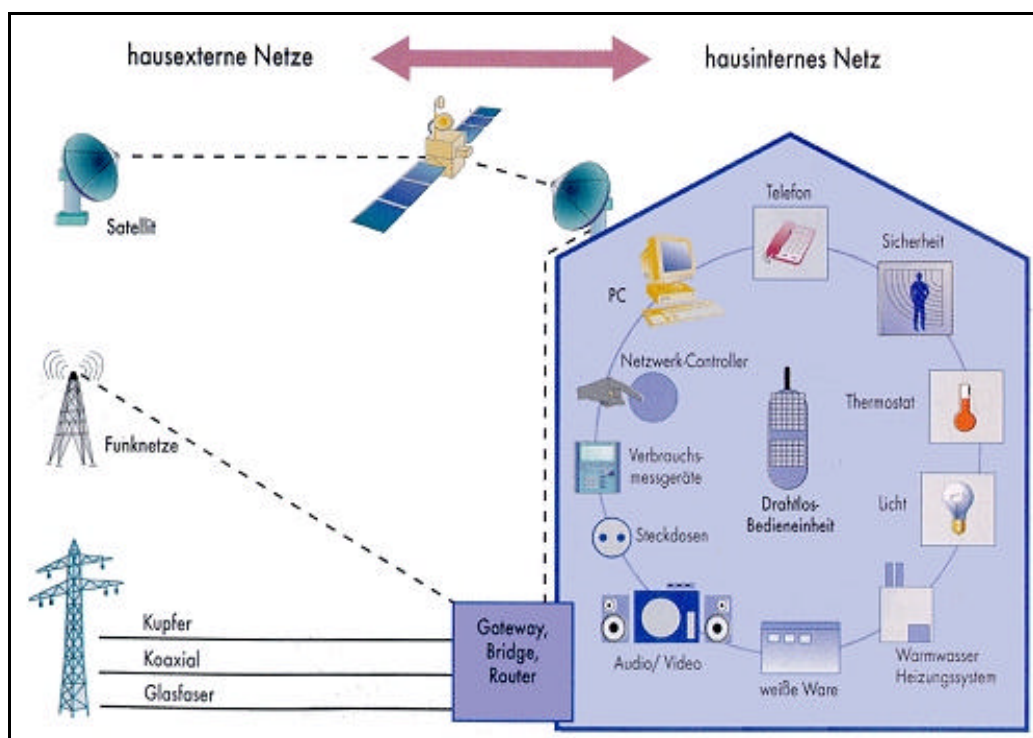 hausexterne Netze
hausinternes Netz
Satellit
Telefon
Sicherheit
PC
Netzwerk-Controller
Thermostat
Funknetze
Verbrauchs-
messgeräte
Drahtlos-
Bedieneinheit
Licht
Steckdosen
Kupfer
Koaxial
Glasfaser
Gateway,
Bridge,
Router
Audio/ Video
weiße Ware
Warmwasser
Heizungssystem